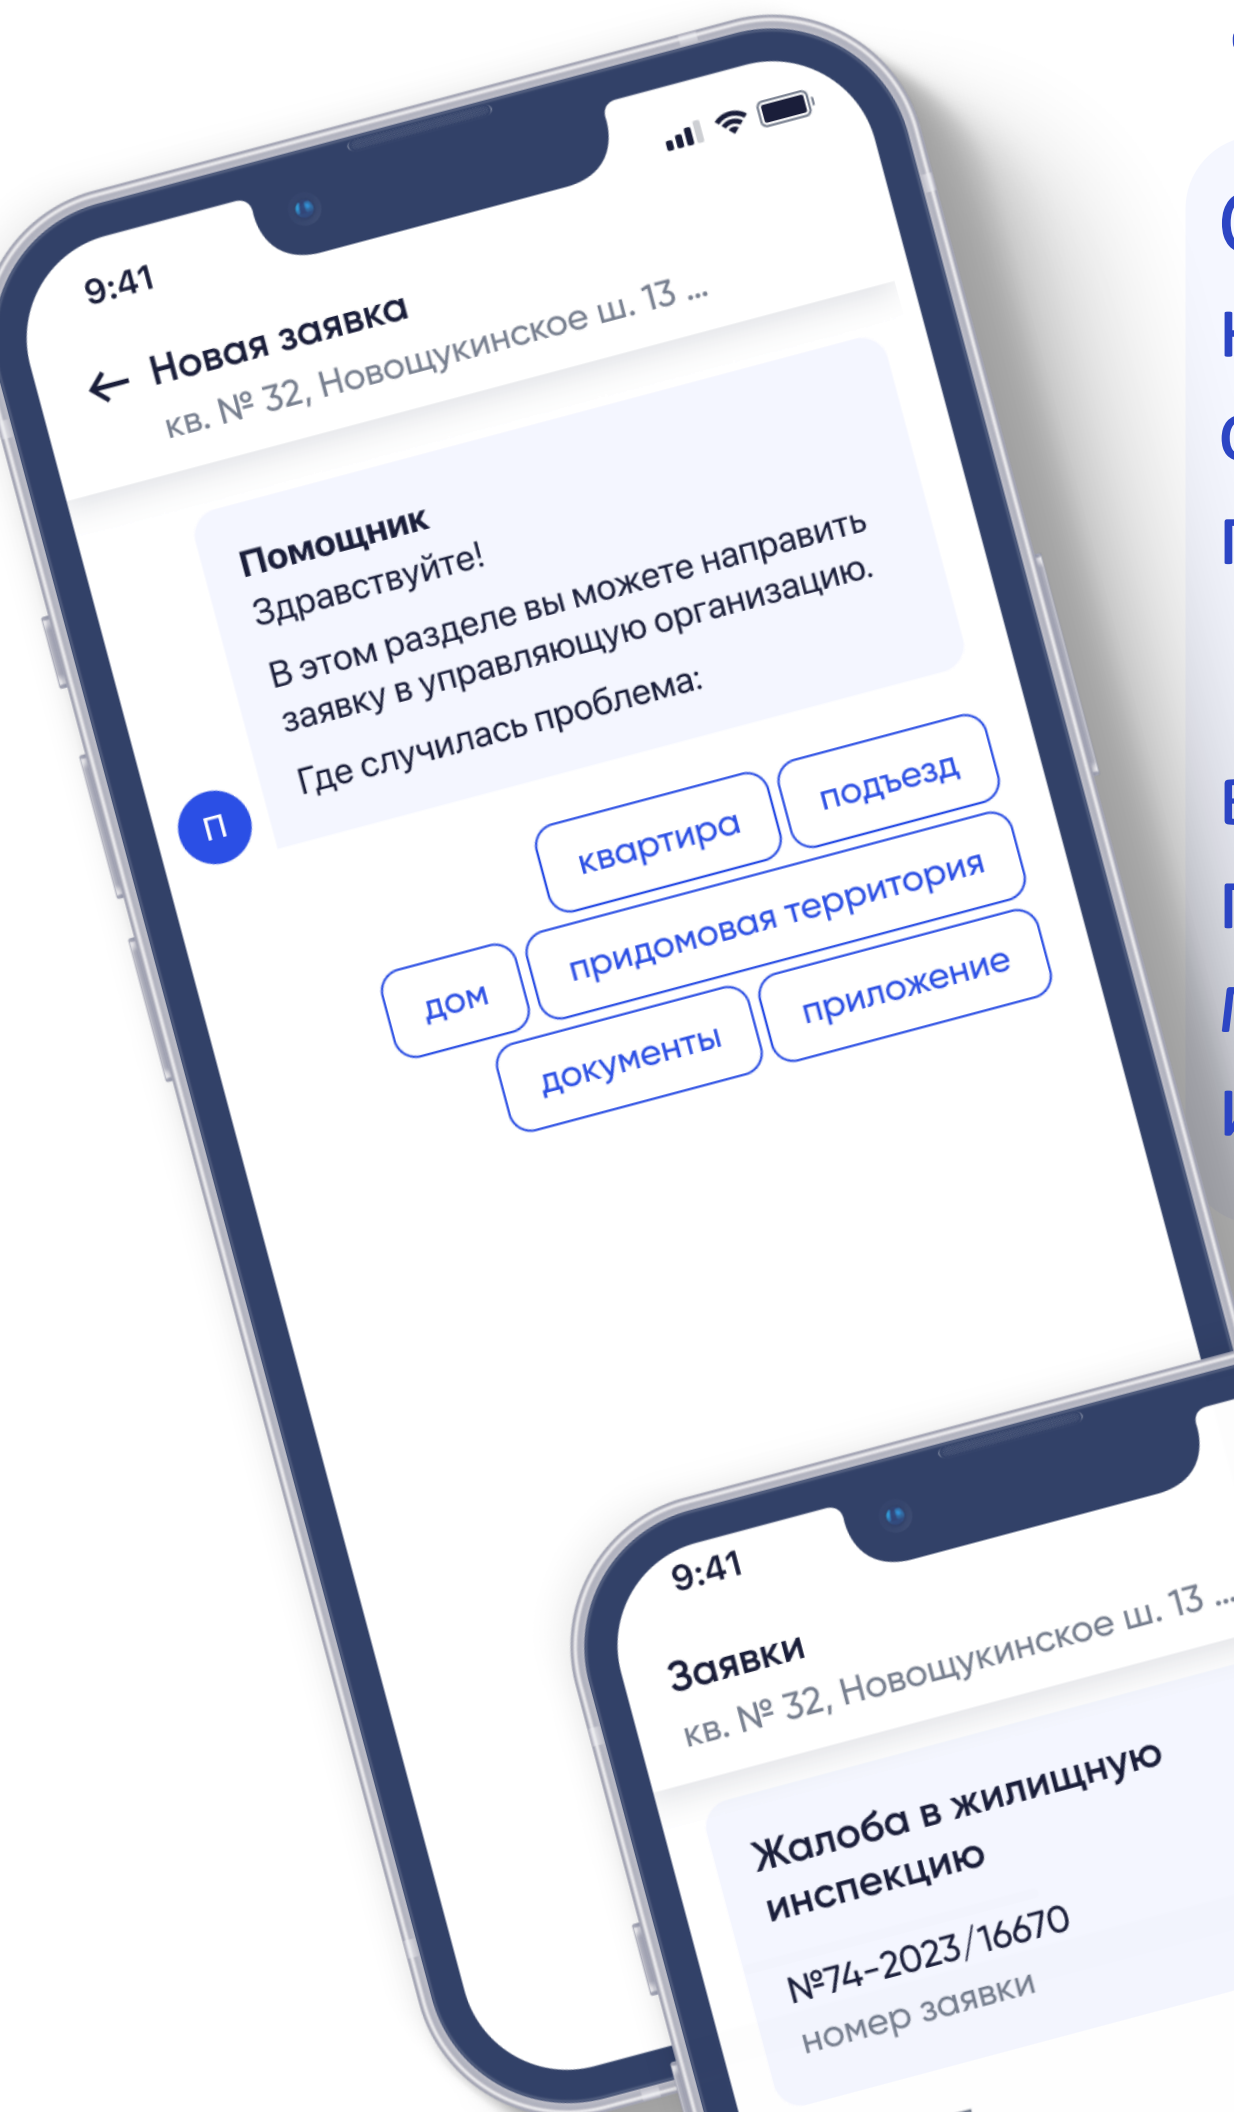 9:41
Новая заявка
кв. № 32, Новощукинское ш. 13 ...
Помощник
Здравствуйте!
В этом разделе вы можете направить
заявку в управляющую организацию.
Где случилась проблема:
П
квартира
подъезд
дом
придомовая территория
документы
приложение
9:41
Заявки
кв. № 32, Новощукинское ш. 13 ...
Жалоба в жилищную
инспекцию
№74-2023/16670
номер заявки